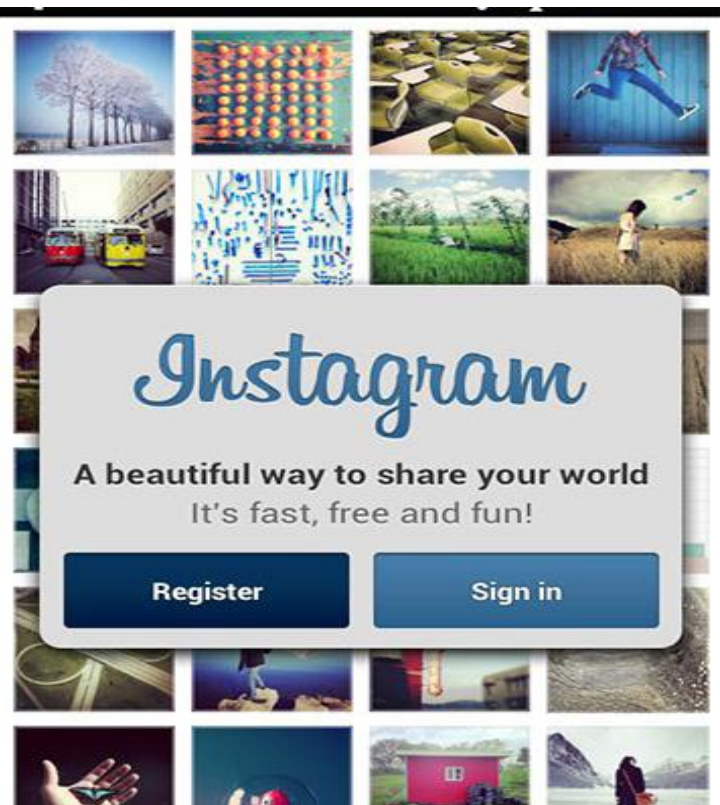 Instagram
A beautiful way to share your world
It's fast, free and fun!
Register
Sign in